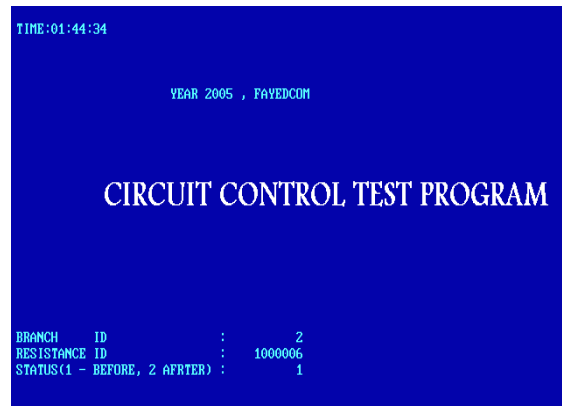 TIME:01:44:34
YEAR 2005 , FAYEDCOM
CIRCUIT CONTROL TEST PROGRAM
BRANCH ID : 2
RESISTANCE ID : 1000006
STATUS(1 - BEFORE, 2 AFRTER) : 1